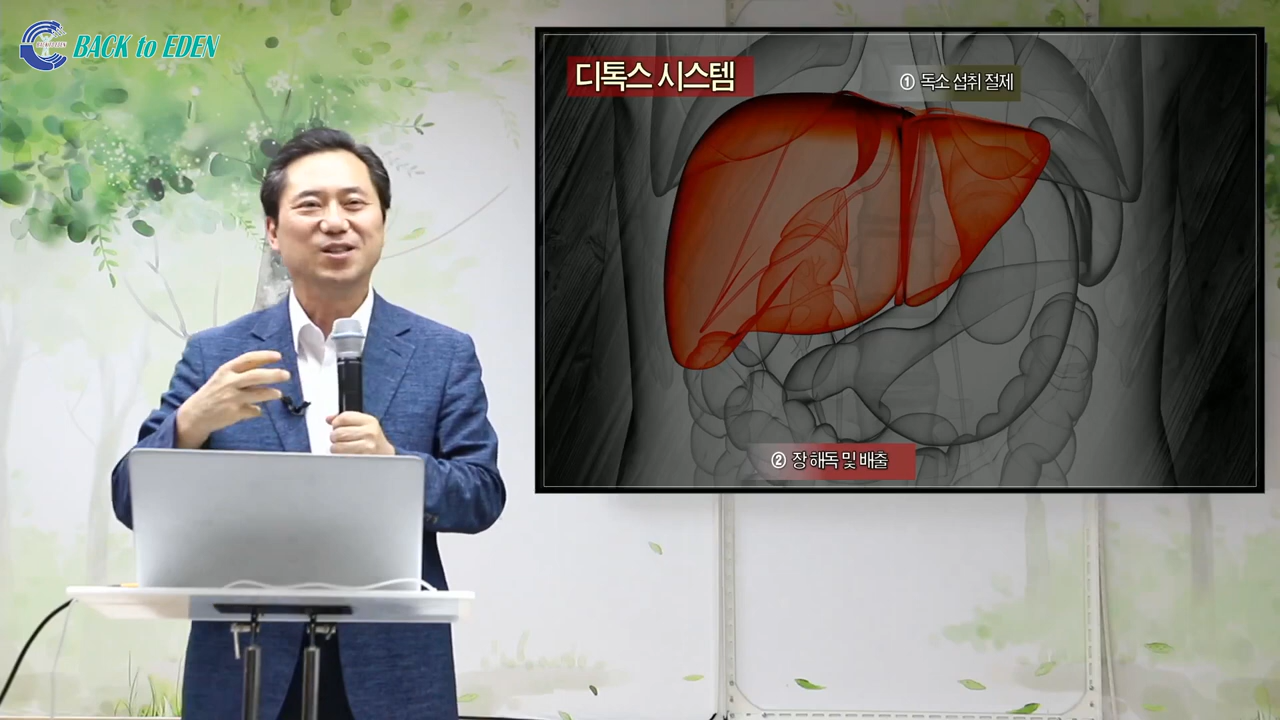 BACK to EDEN
디톡스 시스템
① 독소 섭취 절제
② 장 해독 및 배출